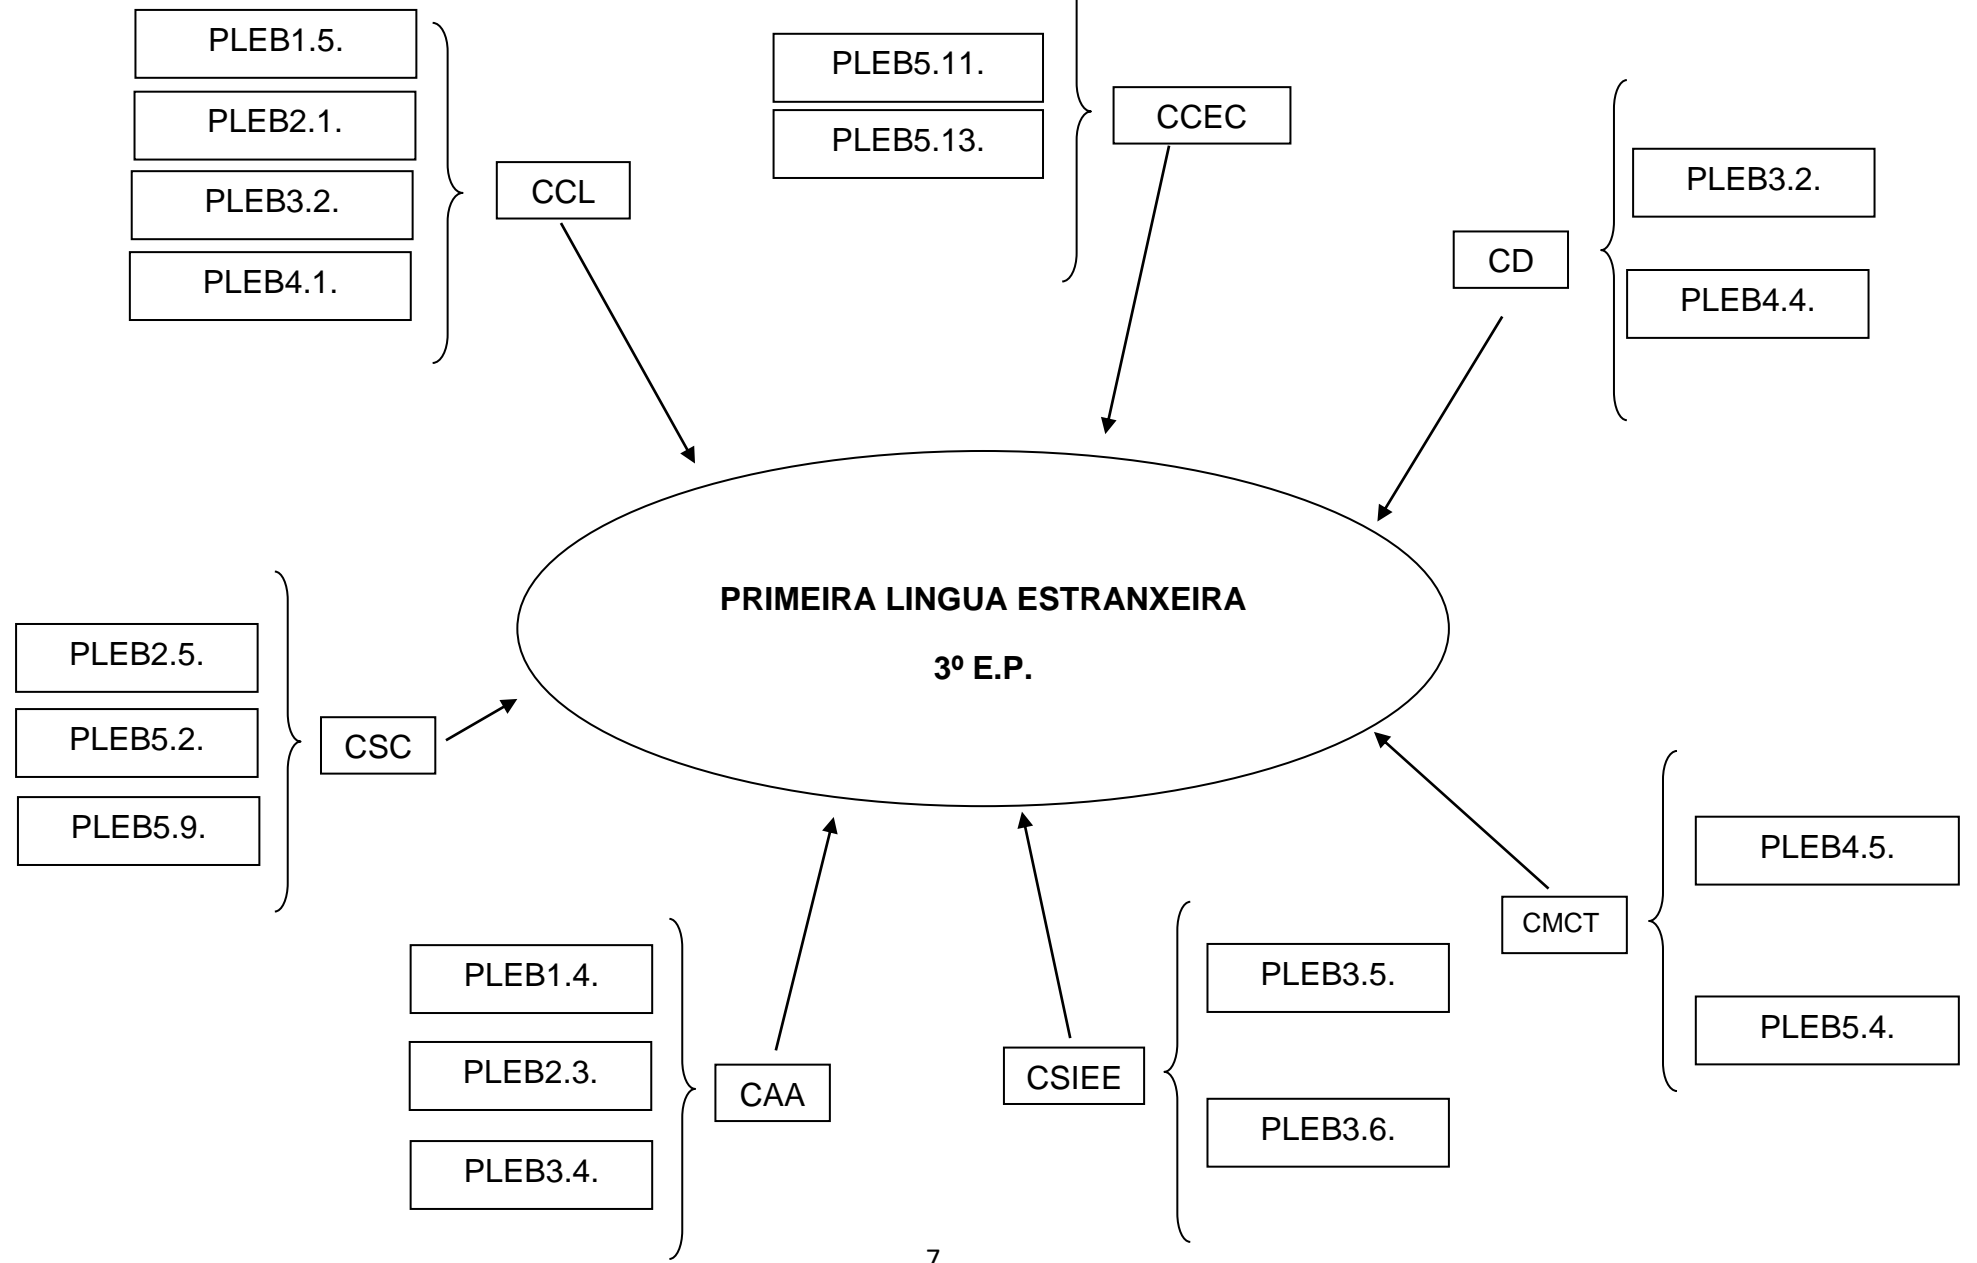 PLEB1.5.
PLEB2.1.
PLEB3.2.
PLEB4.1.
CCL
PLEB5.11.
PLEB5.13.
CCEC
CD
PLEB3.2.
PLEB4.4.
PRIMEIRA LINGUA ESTRANXEIRA
3º E.P.
PLEB2.5.
PLEB5.2.
PLEB5.9.
CSC
PLEB1.4.
PLEB2.3.
PLEB3.4.
CAA
CSIEE
PLEB3.5.
PLEB3.6.
CMCT
PLEB4.5.
PLEB5.4.
7